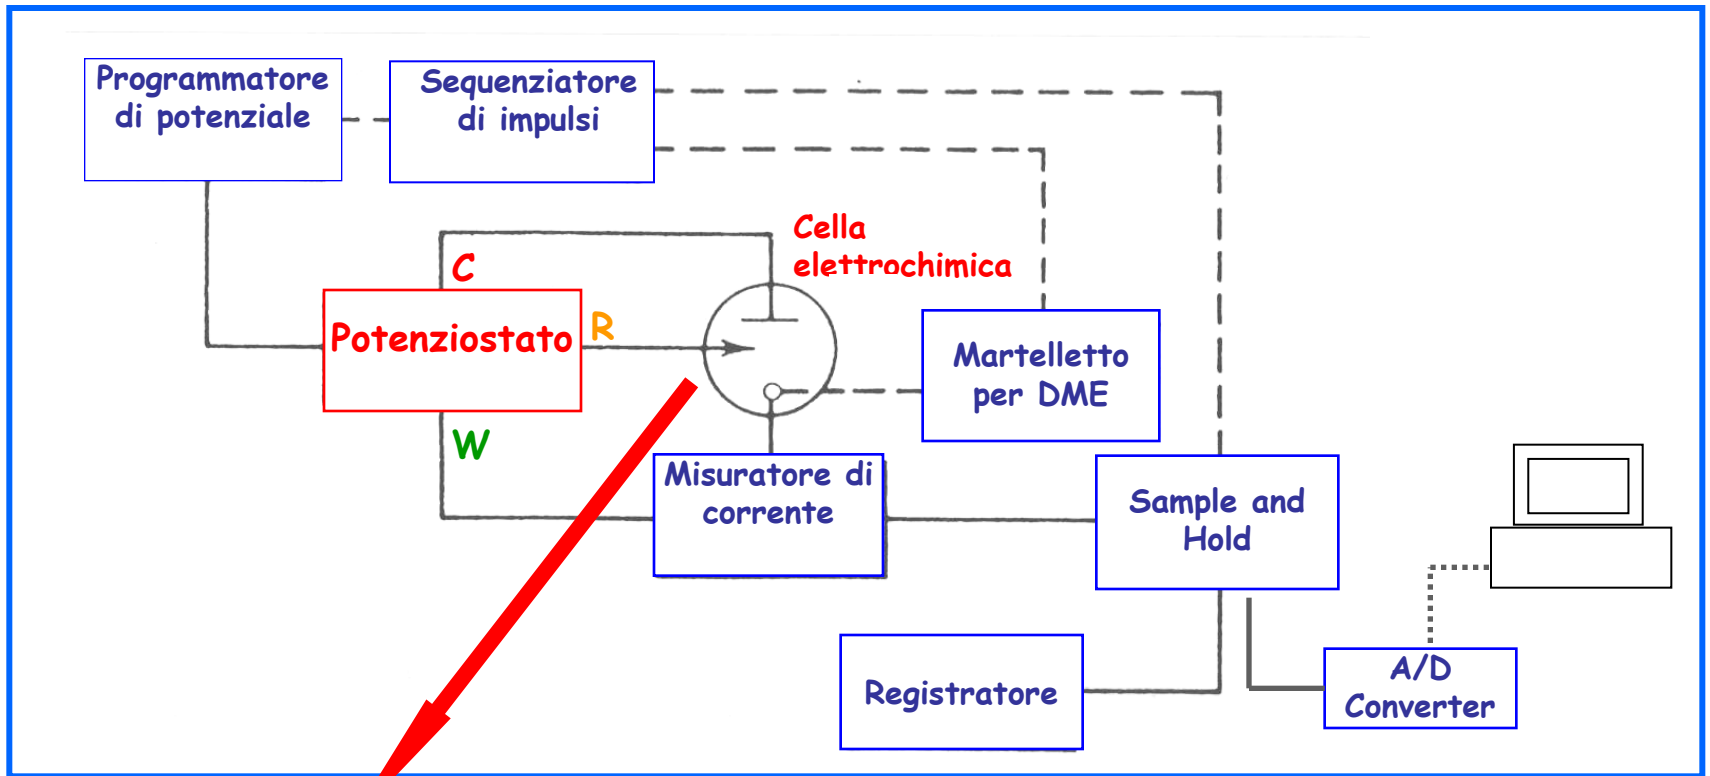 Programmatore
di potenziale
Sequenziatore
di impulsi
Cella
elettrochimica
C
Potenziostato
R
W
Martelletto
per DME
Misuratore di
corrente
Sample and
Hold
Registratore
A/D
Converter